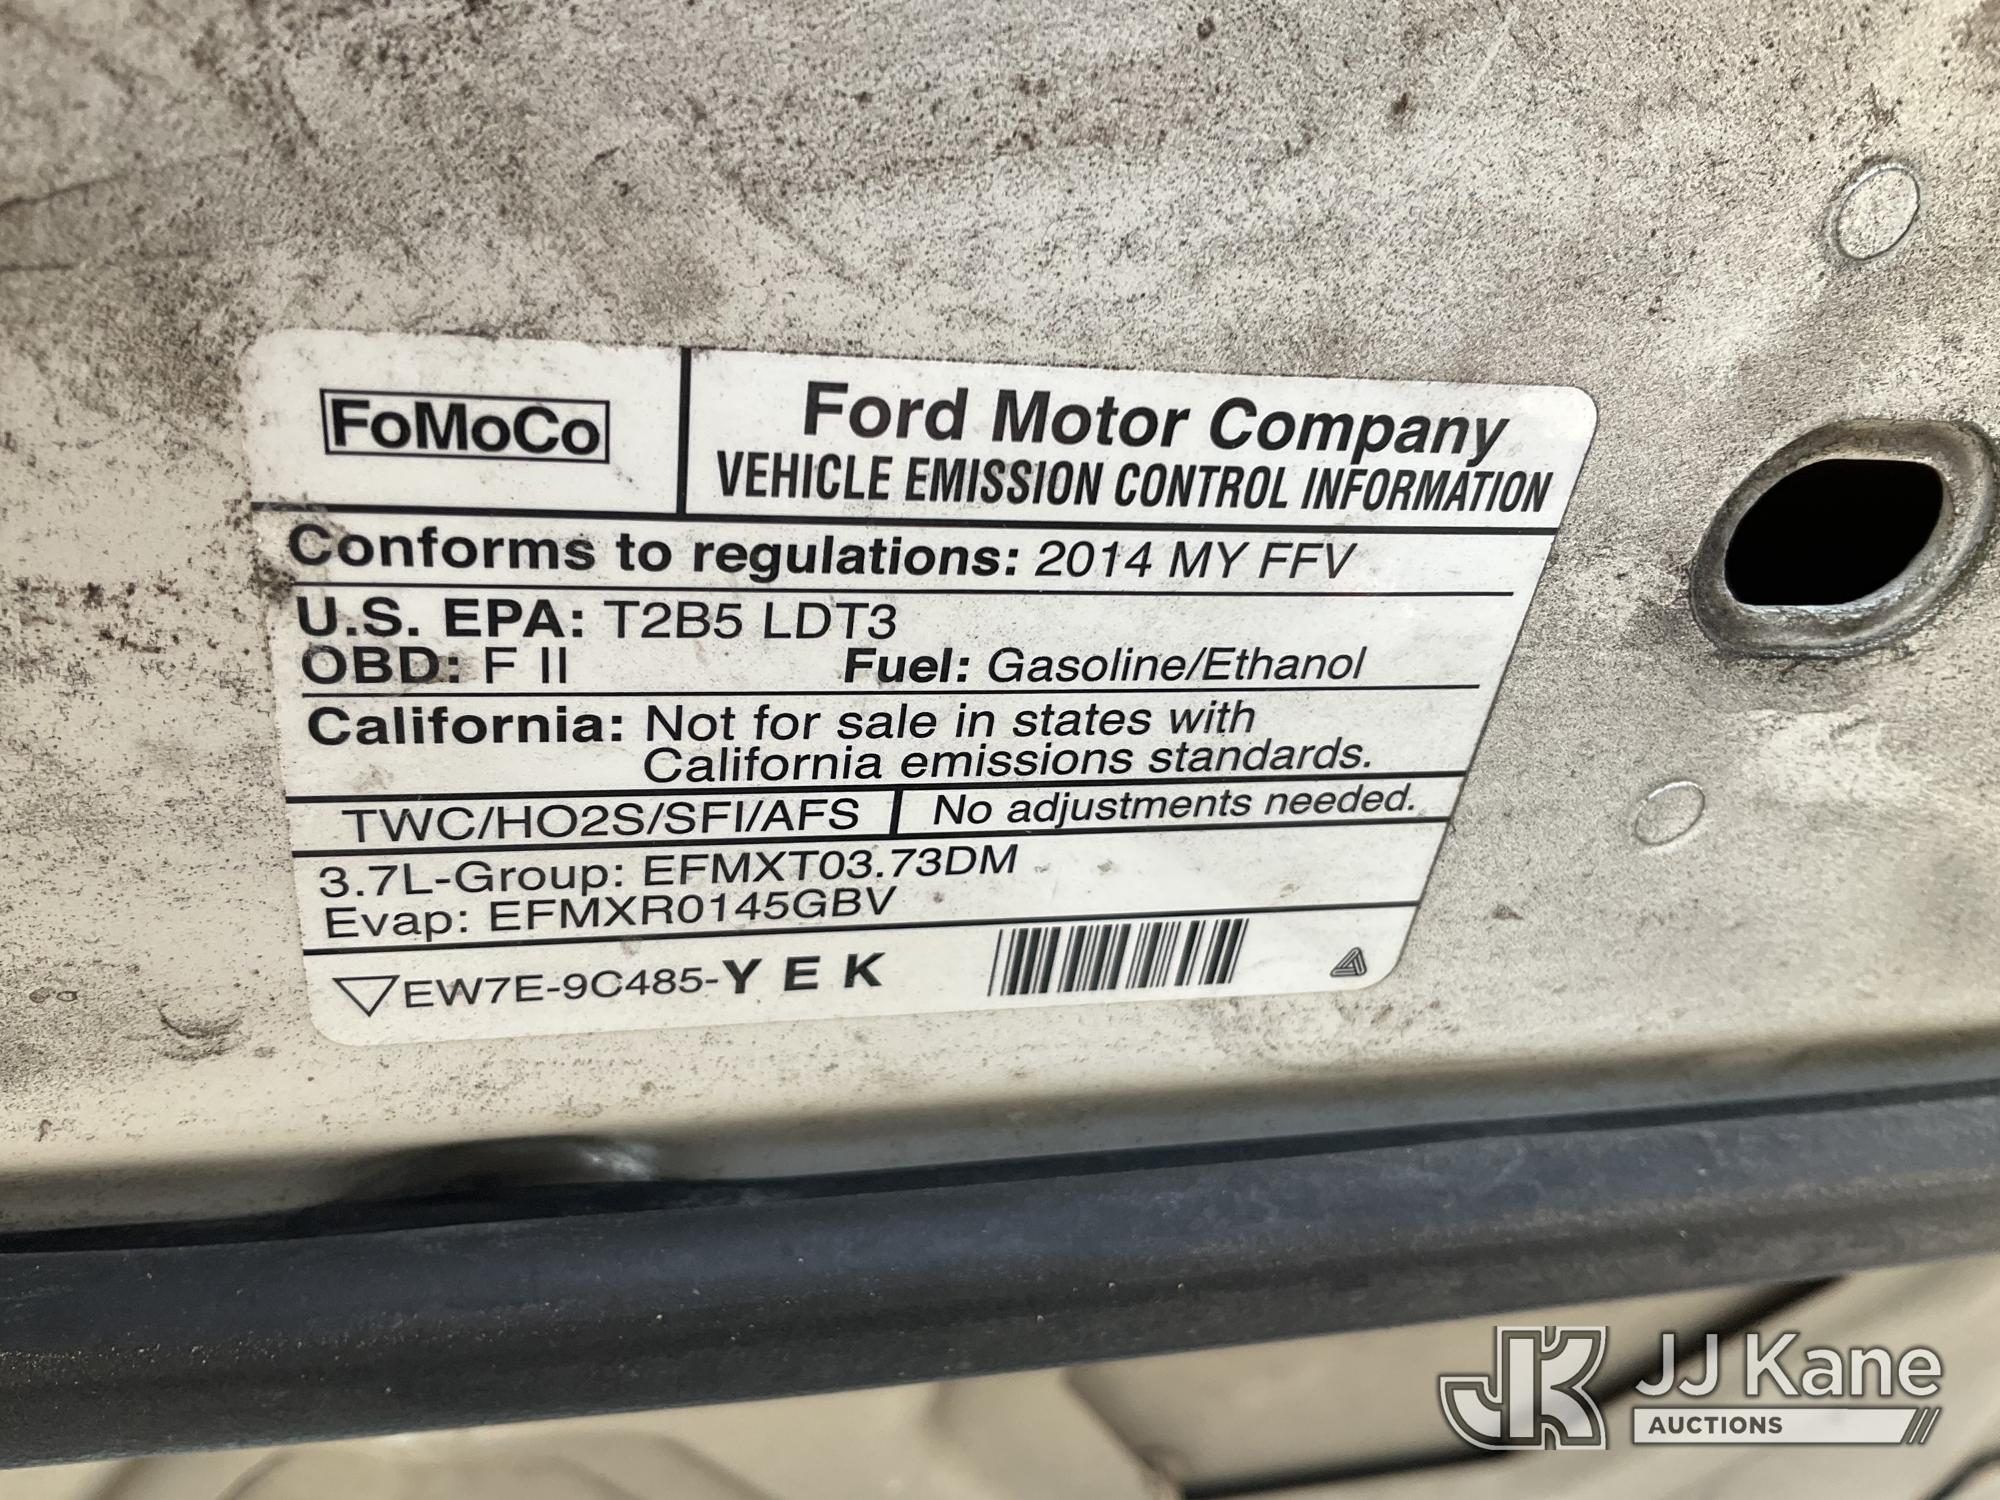 FoMoCo
Ford Motor Company
VEHICLE EMISSION CONTROL INFORMATION
Conforms to regulations: 2014 MY FFV
U.S. EPA: T2B5 LDT3
OBD: F II Fuel: Gasoline/Ethanol
California: Not for sale in states with
California emissions standards.
TWC/HO2S/SFI/AFS No adjustments needed.
3.7L-Group: EFMXT03.73DM
Evap: EFMXR0145GBV
EW7E-9C485-YEK
JK JJ Kane
AUCTIONS